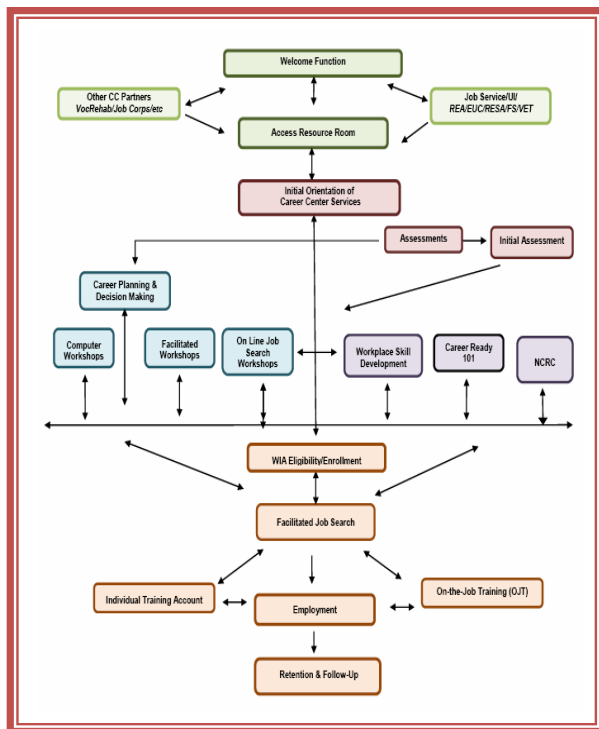 Welcome Function
Other CC Partners
VocRehab/Job Corps/etc
Job Service/UI/
REA/EUC/RESA/FS/VET
Access Resource Room
Initial Orientation of
Career Center Services
Assessments
Initial Assessment
Career Planning &
Decision Making
Computer
Workshops
Facilitated
Workshops
On Line Job
Search
Workshops
Workplace Skill
Development
Career Ready
101
NCRC
WIA Eligibility/Enrollment
Facilitated Job Search
Individual Training Account
Employment
On-the-Job Training (OJT)
Retention & Follow-Up